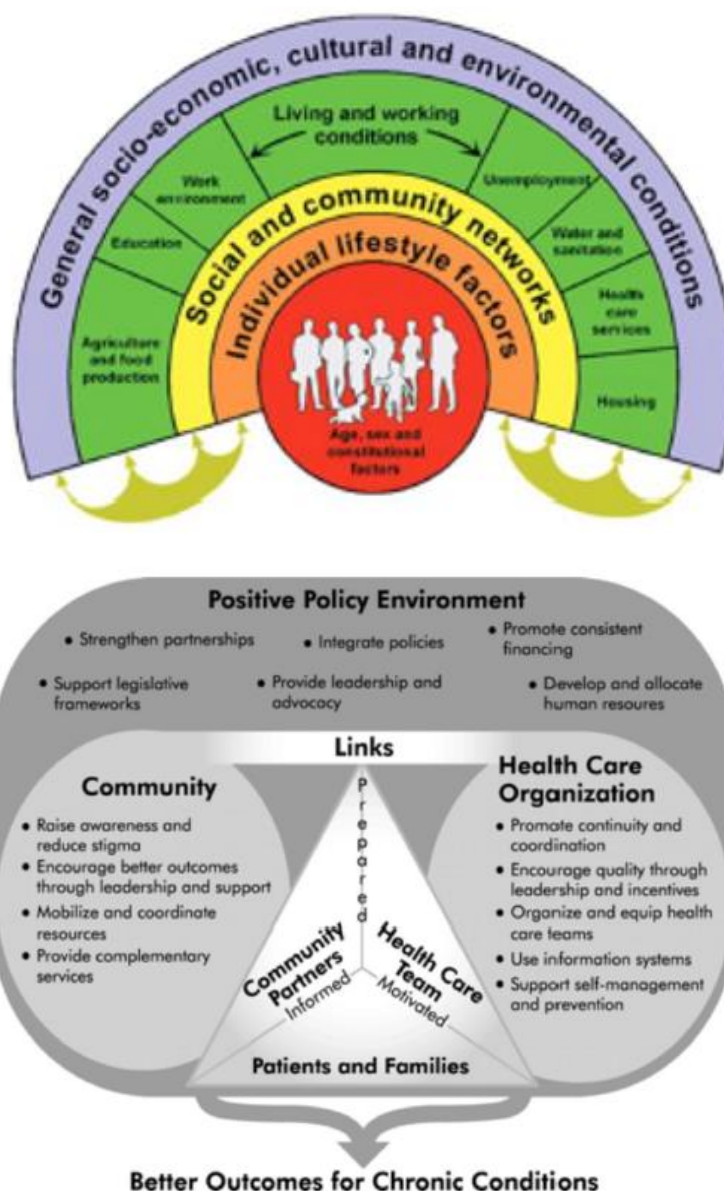 General socio-economic, cultural and environmental conditions
Living and working
conditions
Work
environment
Unemployment
Education
Water and
sanitation
Social and community networks
Individual lifestyle factors
Health
care
services
Agriculture
and food
production
Housing
Age, sex and
constitutional
factors
Positive Policy Environment
• Strengthen partnerships
• Integrate policies
• Promote consistent
financing
• Support legislative
frameworks
• Provide leadership and
advocacy
• Develop and allocate
human resoures
Links
Community
• Raise awareness and
reduce stigma
• Encourage better outcomes
through leadership and support
• Mobilize and coordinate
resources
• Provide complementary
services
Prepared
Community
Partners
Informed
Health Care
Team
Motivated
Patients and Families
Health Care
Organization
• Promote continuity and
coordination
• Encourage quality through
leadership and incentives
• Organize and equip health
care teams
• Use information systems
• Support self-management
and prevention
Better Outcomes for Chronic Conditions